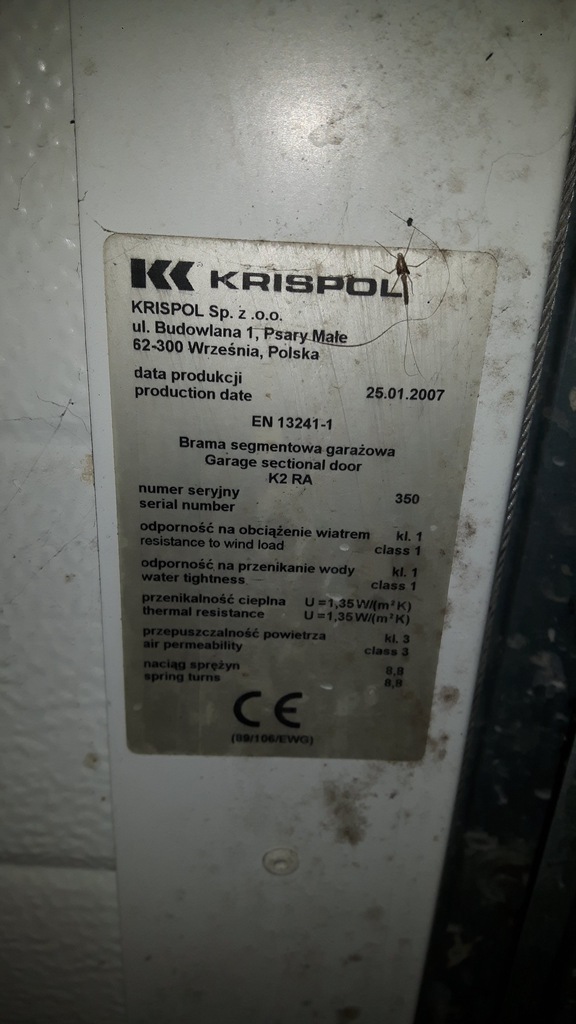 KRISPOL
KRISPOL Sp. z .o.o.
ul. Budowlana 1, Psary Małe
62-300 Września, Polska
data produkcji
production date 25.01.2007
EN 13241-1
Brama segmentowa garażowa
Garage sectional door
K2 RA
numer seryjny
serial number 350
odporność na obciążenie wiatrem kl. 1
resistance to wind load class 1
odporność na przenikanie wody kl. 1
water tightness class 1
przenikalność cieplna U =1,35 W/(m²K)
thermal resistance U =1,35 W/(m²K)
przepuszczalność powietrza kl. 3
air permeability class 3
naciąg sprężyn 8,8
spring turns 8,8
CE
(89/106/EWG)